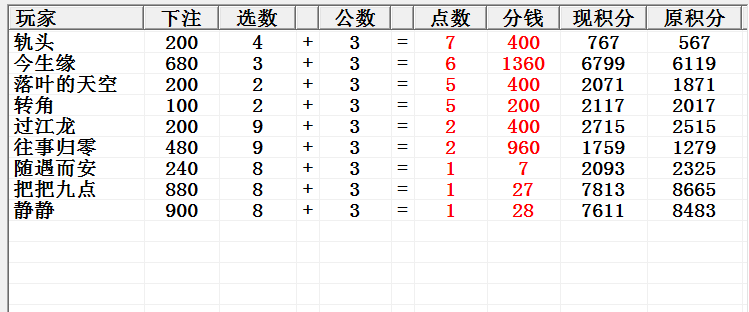 玩家 下注 选数 公数 点数 分钱 现积分 原积分
轨头 200 4 + 3 = 7 400 767 567
今生缘 680 3 + 3 = 6 1360 6799 6119
落叶的天空 200 2 + 3 = 5 400 2071 1871
转角 100 2 + 3 = 5 200 2117 2017
过江龙 200 9 + 3 = 2 400 2715 2515
往事归零 480 9 + 3 = 2 960 1759 1279
随遇而安 240 8 + 3 = 1 7 2093 2325
把把九点 880 8 + 3 = 1 27 7813 8665
静静 900 8 + 3 = 1 28 7611 8483